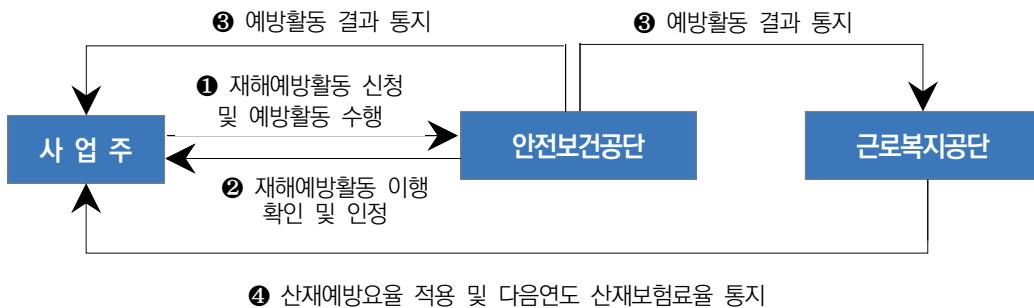 ❸ 예방활동 결과 통지
❸ 예방활동 결과 통지
❶ 재해예방활동 신청
및 예방활동 수행
사 업 주
안전보건공단
근로복지공단
❷ 재해예방활동 이행
확인 및 인정
❹ 산재예방요율 적용 및 다음연도 산재보험료율 통지